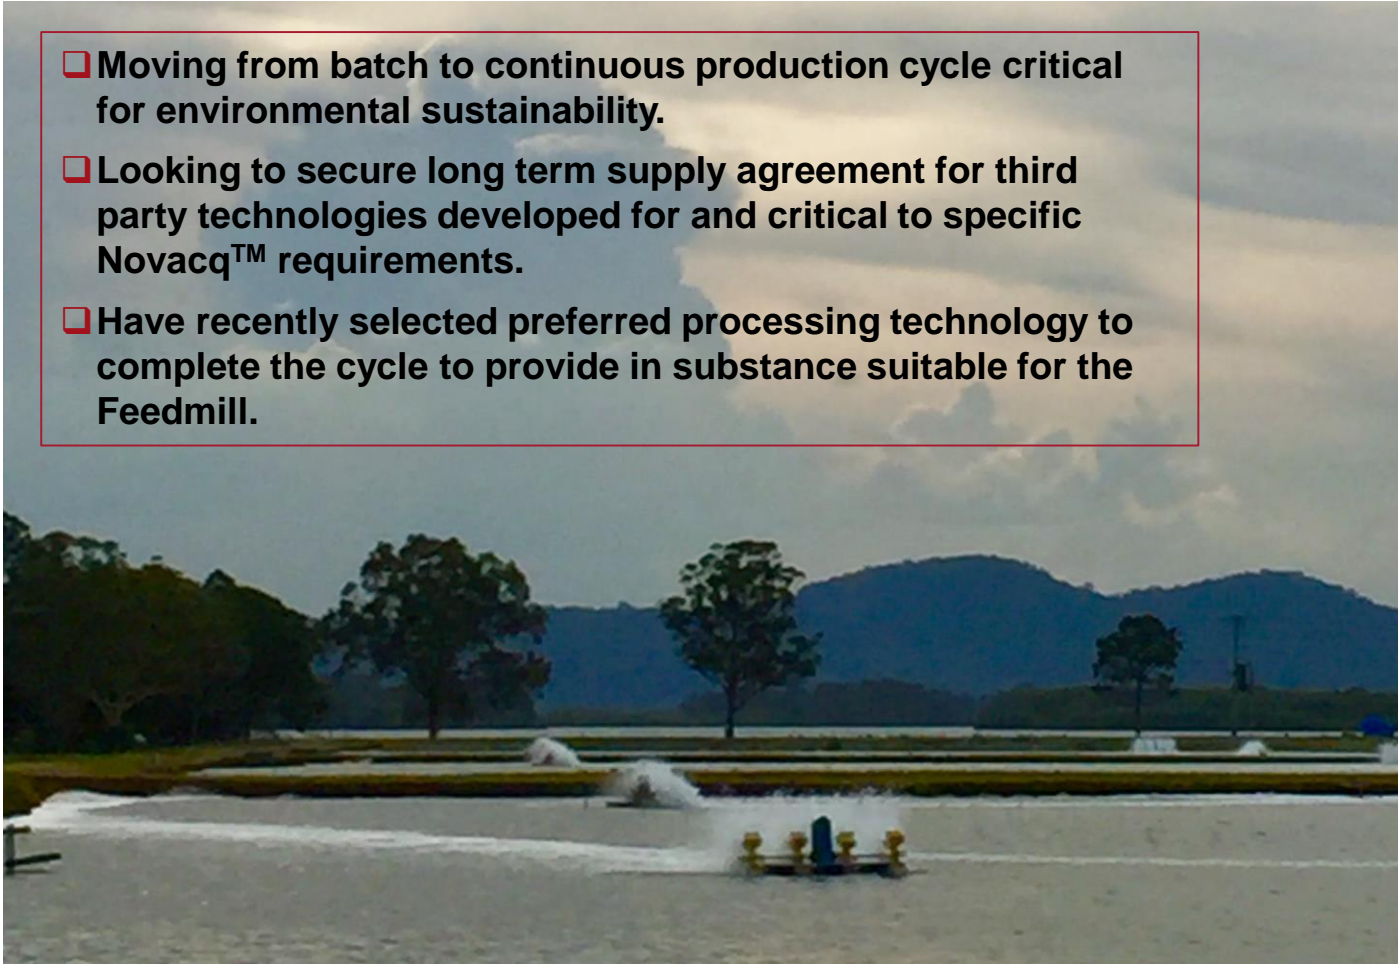 Moving from batch to continuous production cycle critical
for environmental sustainability.
Looking to secure long term supply agreement for third
party technologies developed for and critical to specific
Novacq™ requirements.
Have recently selected preferred processing technology to
complete the cycle to provide in substance suitable for the
Feedmill.